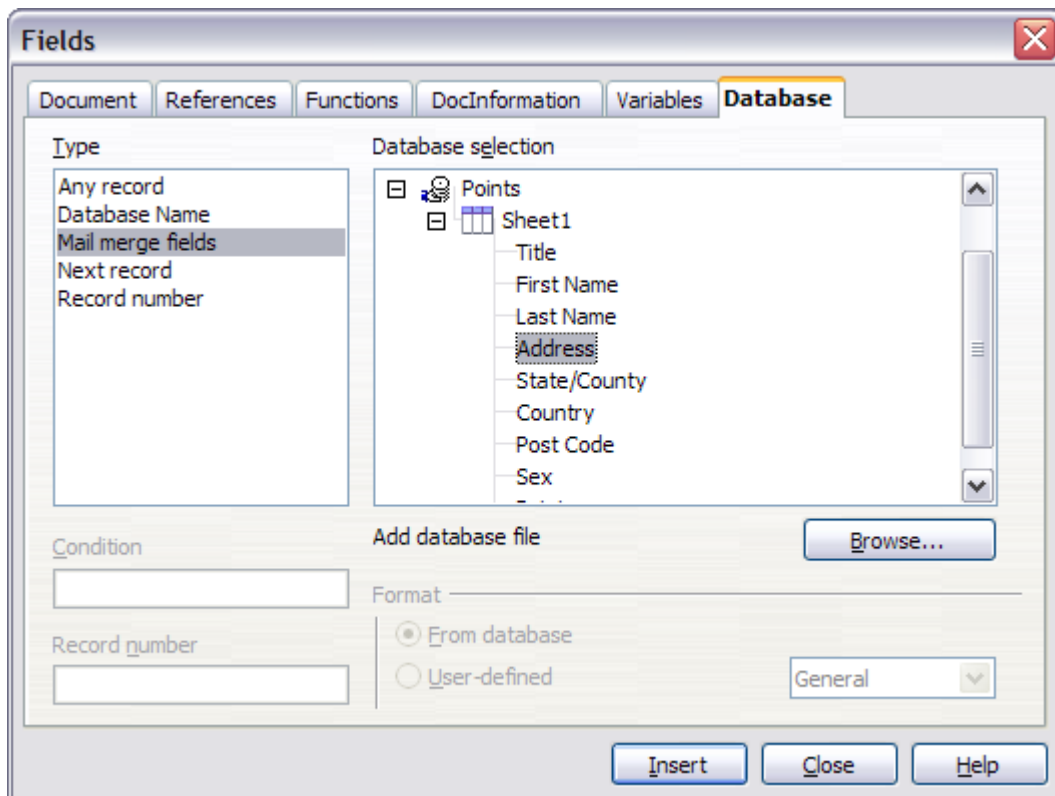 Fields
Document References Functions DocInformation Variables Database
Type
Any record
Database Name
Mail merge fields
Next record
Record number
Database selection
Points
Sheet1
Title
First Name
Last Name
Address
State/County
Country
Post Code
Sex
Condition
Record number
Add database file
Browse...
Format
From database
User-defined
General
Insert Close Help